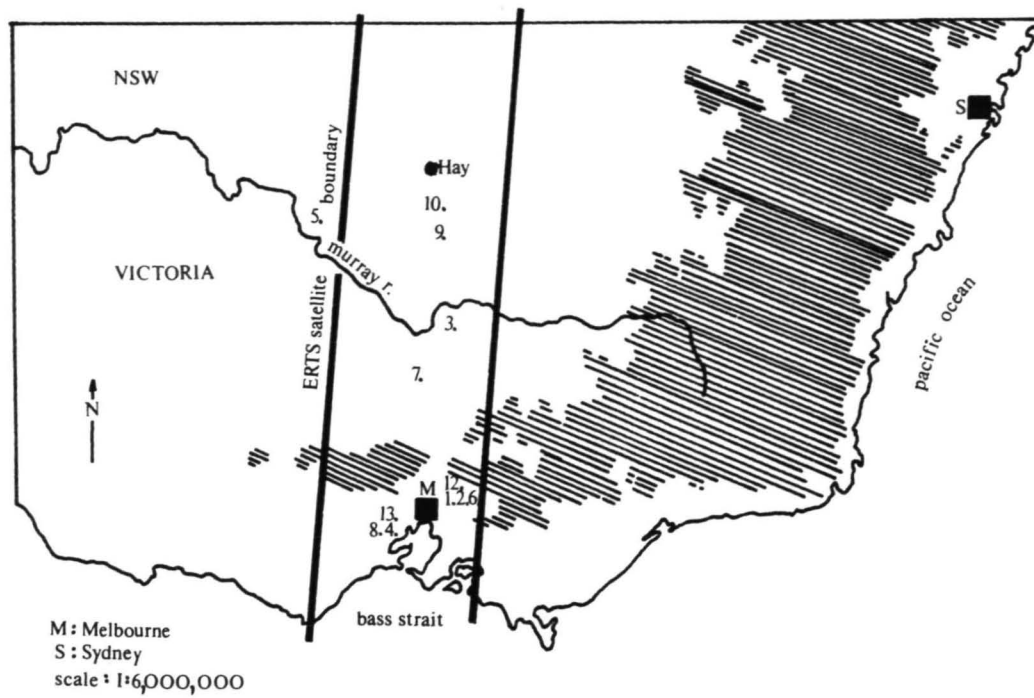 NSW
S
boundary
Hay
10.
5.
9.
murray r.
VICTORIA
pacific ocean
ERTS satellite
3.
7.
N
12.
M
1.2.6
13.
8.4.
bass strait
M: Melbourne
S: Sydney
scale: 1:6,000,000